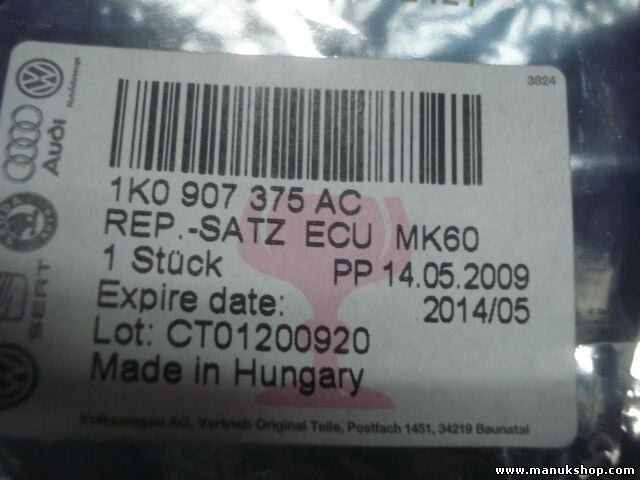 3824
Nutzfahrzeuge
Audi
SKODA
SEAT
1K0 907 375 AC
REP.-SATZ ECU MK60
1 Stück PP 14.05.2009
Expire date: 2014/05
Lot: CT01200920
Made in Hungary
Volkswagen AG, Vertrieb Original Teile, Postfach 1451, 34219 Baunatal
www.manukshop.com